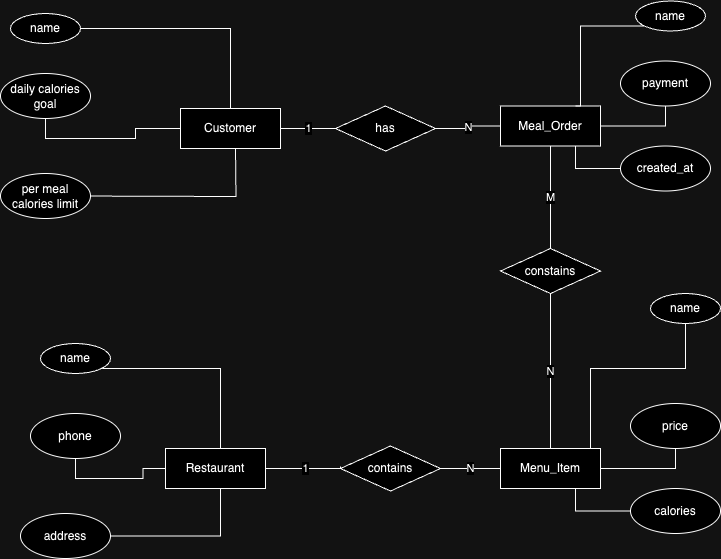 name
name
daily calories
goal
payment
Customer
1
has
N
Meal_Order
created_at
per meal
calories limit
M
constains
name
name
N
phone
price
Restaurant
1
contains
N
Menu_Item
address
calories